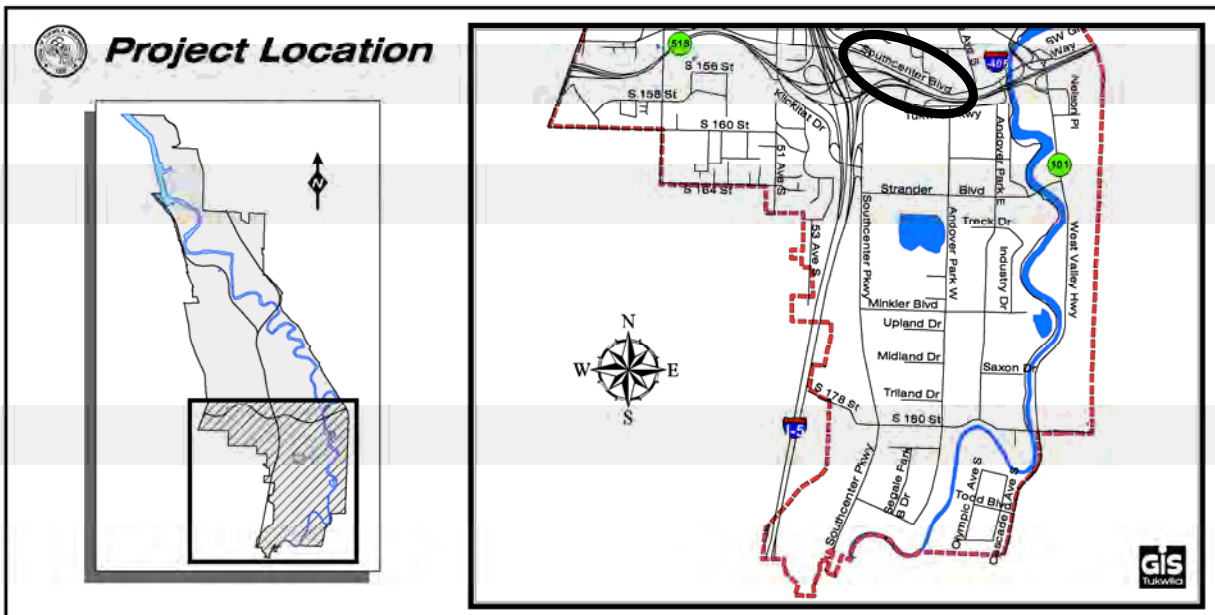 Project Location
N
518
S 156 St
S 158 St
S 160 St
S 164 St
Klickitat Dr
51 Ave S
53 Ave S
Southcenter Blvd
Ave S
I-405
SW
Way
Nelson Pl
Tukw
Pkwy
Andover Park E
101
Strander Blvd
Treck Dr
Southcenter Pkwy
Andover Park W
Industry Dr
West Valley Hwy
Minkler Blvd
Upland Dr
Midland Dr
Saxon Dr
Triland Dr
S 178 St
S 180 St
I-5
N
W
E
S
Southcenter Pkwy
Segale Park
B Dr
Olympic Ave S
Todd Blvd
Cascade Ave S
GIS
Tukwila